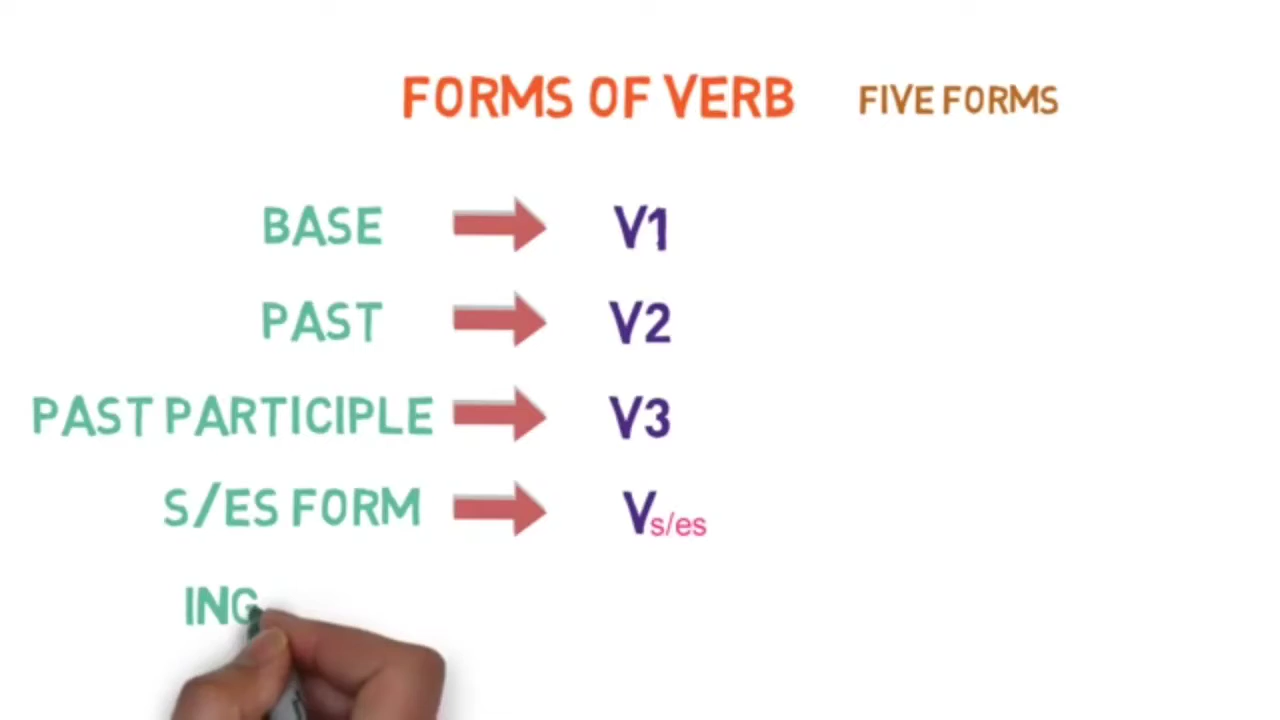 FORMS OF VERB FIVE FORMS
BASE V1
PAST V2
PAST PARTICIPLE V3
S/ES FORM Vs/es
ING